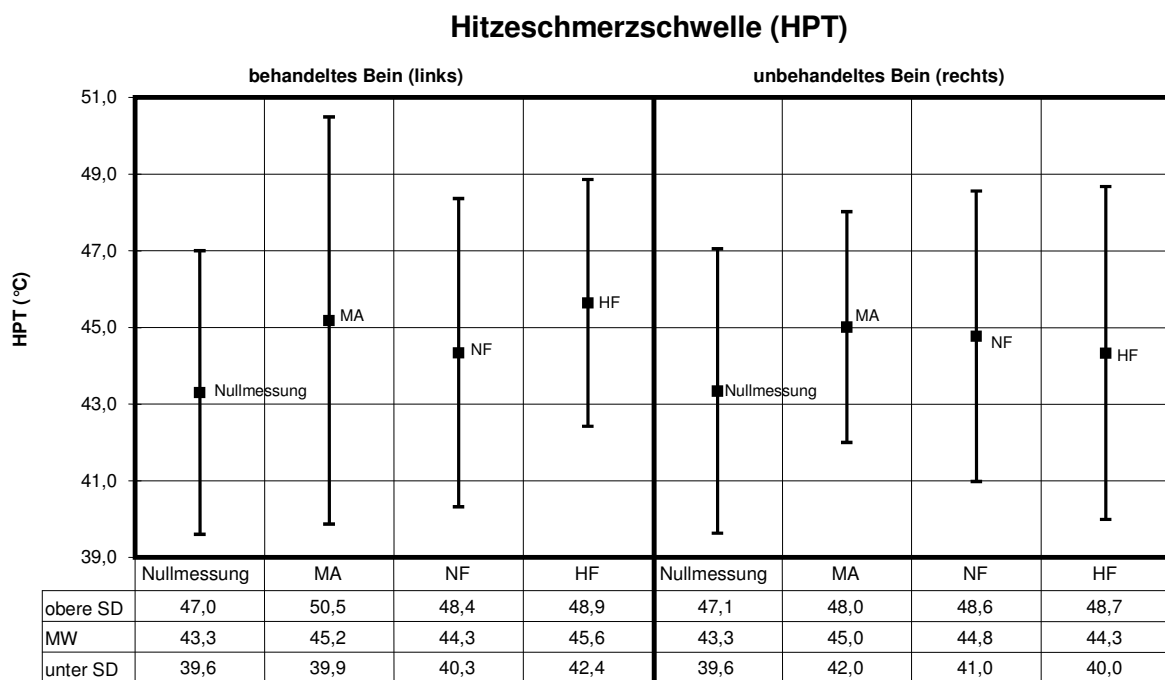 Hitzeschmerzschwelle (HPT)
behandeltes Bein (links) unbehandeltes Bein (rechts)
HPT (°C)
51,0
49,0
47,0
45,0
43,0
41,0
39,0
Nullmessung MA NF HF Nullmessung MA NF HF
Nullmessung MA NF HF Nullmessung MA NF HF
obere SD 47,0 50,5 48,4 48,9 47,1 48,0 48,6 48,7
MW 43,3 45,2 44,3 45,6 43,3 45,0 44,8 44,3
unter SD 39,6 39,9 40,3 42,4 39,6 42,0 41,0 40,0